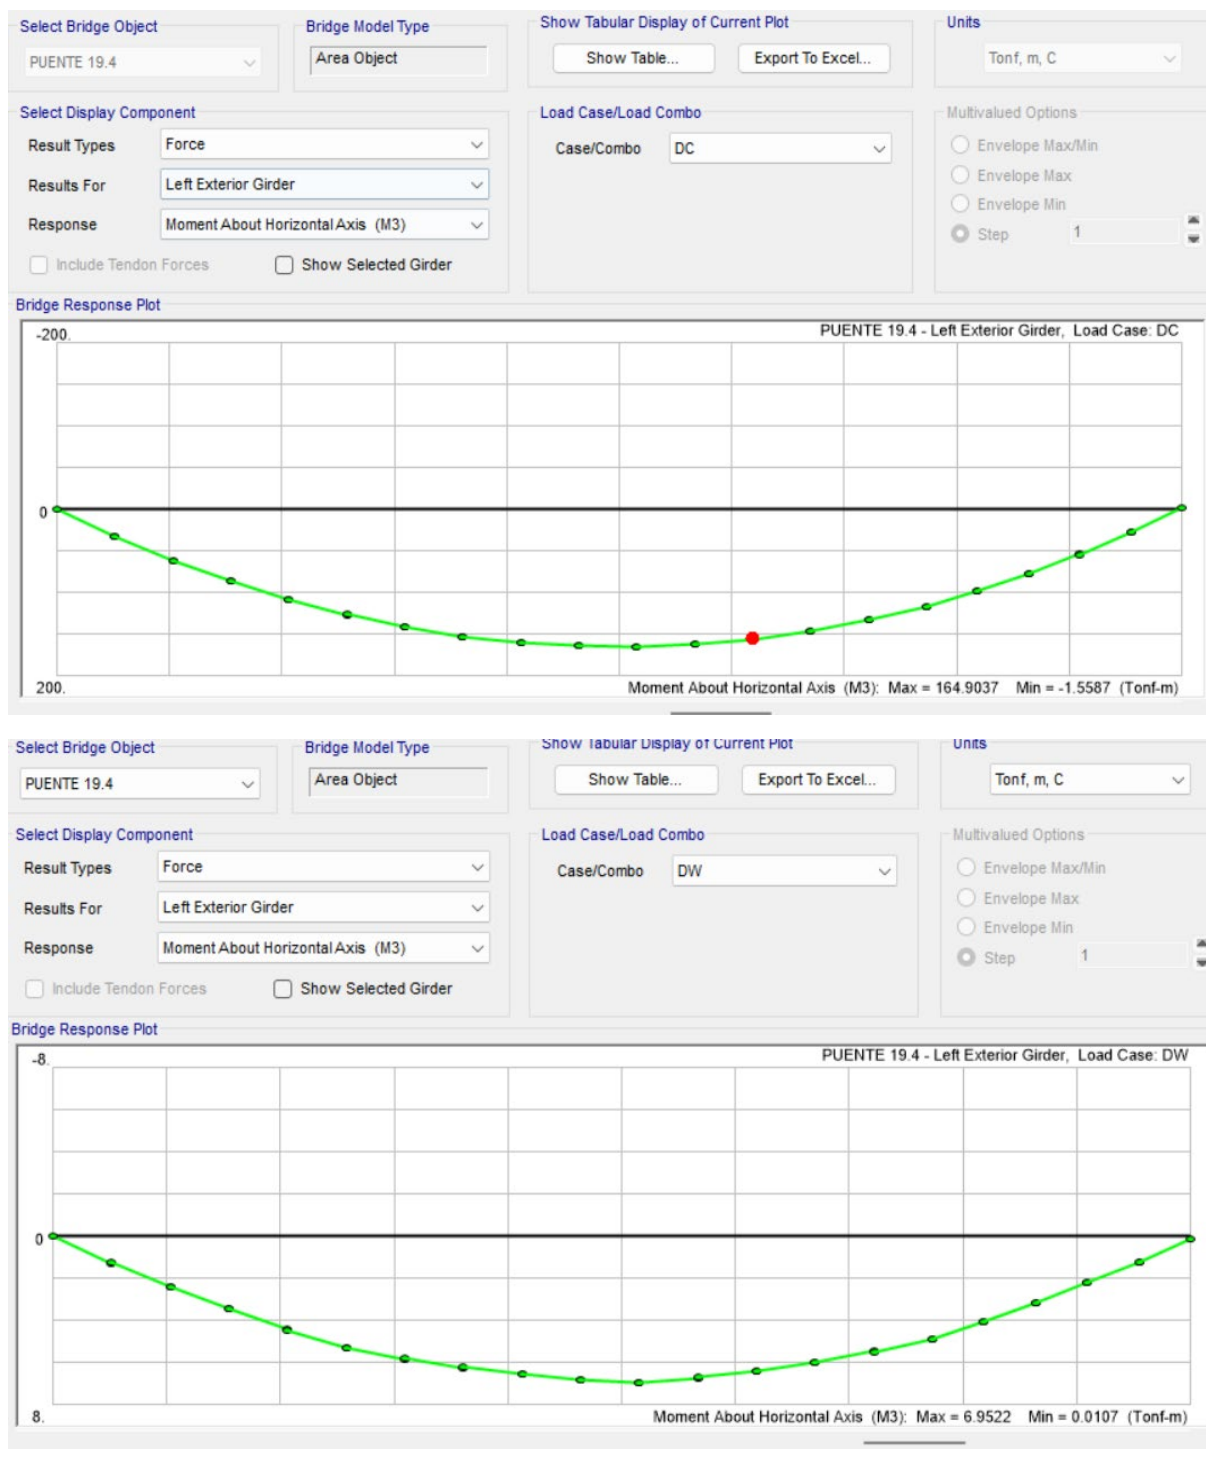 Select Bridge Object
PUENTE 19.4
Bridge Model Type
Area Object
Show Tabular Display of Current Plot
Show Table...
Export To Excel...
Units
Tonf, m, C
Select Display Component
Result Types
Force
Results For
Left Exterior Girder
Response
Moment About Horizontal Axis (M3)
Include Tendon Forces
Show Selected Girder
Load Case/Load Combo
Case/Combo
DC
Multivalued Options
Envelope Max/Min
Envelope Max
Envelope Min
Step
1
Bridge Response Plot
-200.
PUENTE 19.4 - Left Exterior Girder, Load Case: DC
0
200.
Moment About Horizontal Axis (M3): Max = 164.9037 Min = -1.5587 (Tonf-m)
Select Bridge Object
PUENTE 19.4
Bridge Model Type
Area Object
Show Tabular Display of Current Plot
Show Table...
Export To Excel...
Units
Tonf, m, C
Select Display Component
Result Types
Force
Results For
Left Exterior Girder
Response
Moment About Horizontal Axis (M3)
Include Tendon Forces
Show Selected Girder
Load Case/Load Combo
Case/Combo
DW
Multivalued Options
Envelope Max/Min
Envelope Max
Envelope Min
Step
1
Bridge Response Plot
-8.
PUENTE 19.4 - Left Exterior Girder, Load Case: DW
0
8.
Moment About Horizontal Axis (M3): Max = 6.9522 Min = 0.0107 (Tonf-m)